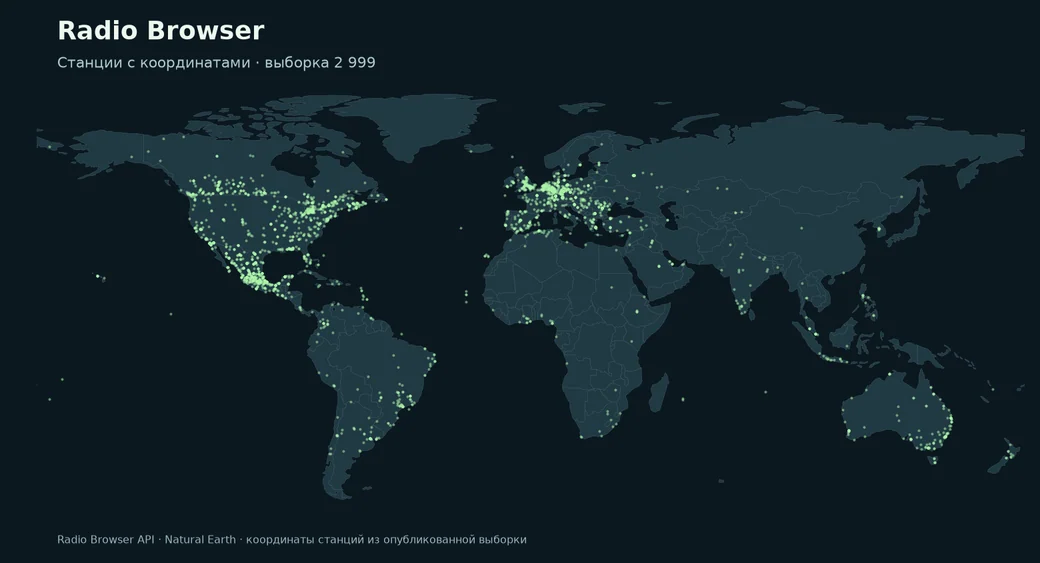 Radio Browser
Станции с координатами · выборка 2 999
Radio Browser API · Natural Earth · координаты станций из опубликованной выборки